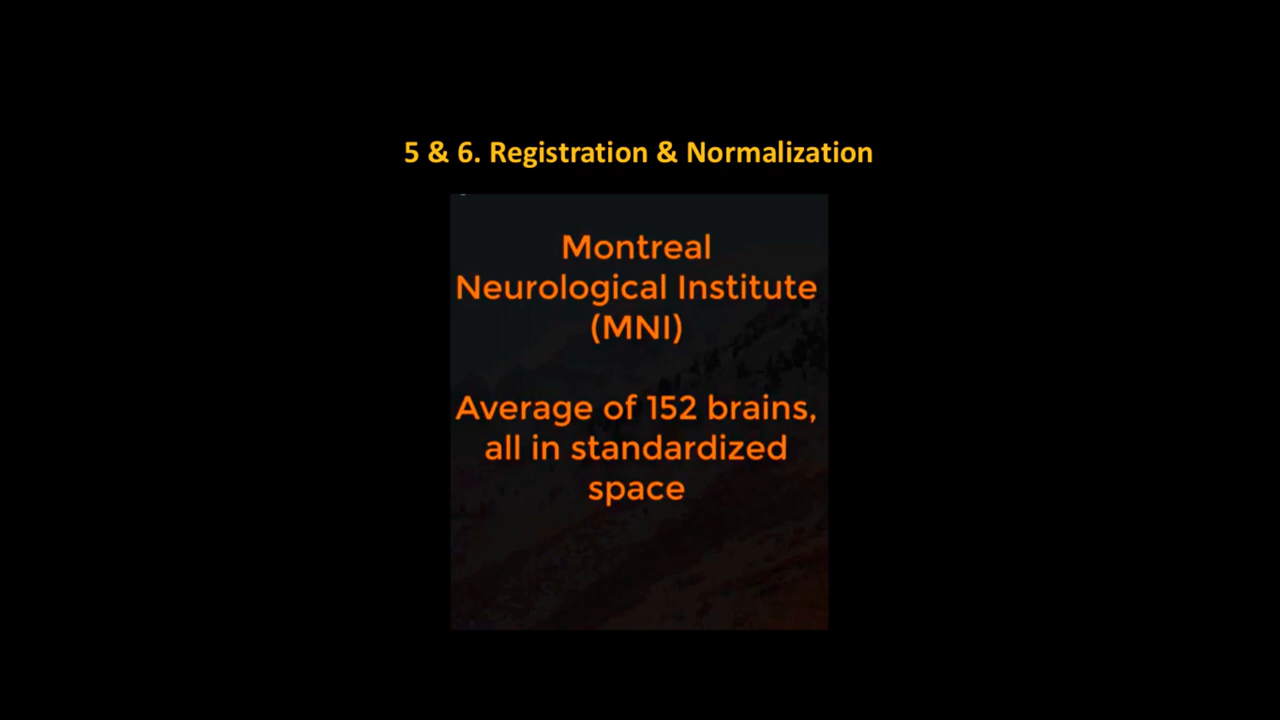 5 & 6. Registration & Normalization
Montreal
Neurological Institute
(MNI)
Average of 152 brains,
all in standardized
space